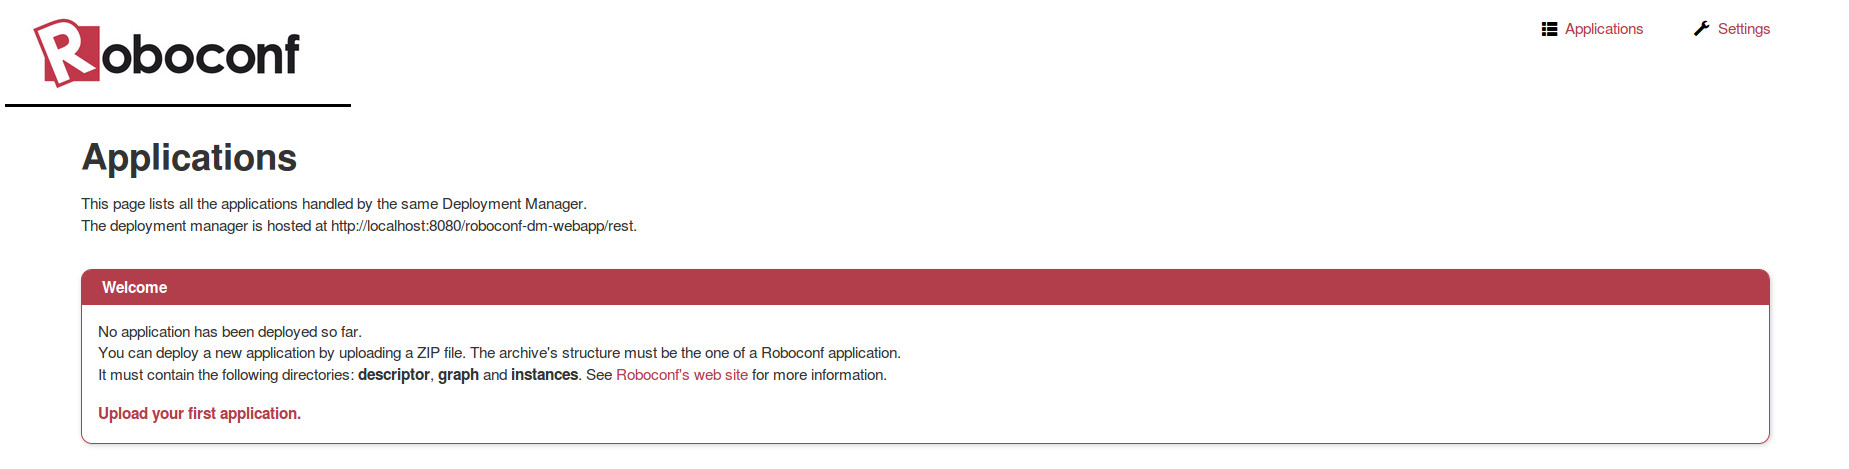 Roboconf
Applications
Settings
Applications
This page lists all the applications handled by the same Deployment Manager.
The deployment manager is hosted at http://localhost:8080/roboconf-dm-webapp/rest.
Welcome
No application has been deployed so far.
You can deploy a new application by uploading a ZIP file. The archive's structure must be the one of a Roboconf application.
It must contain the following directories: descriptor, graph and instances. See Roboconf's web site for more information.
Upload your first application.